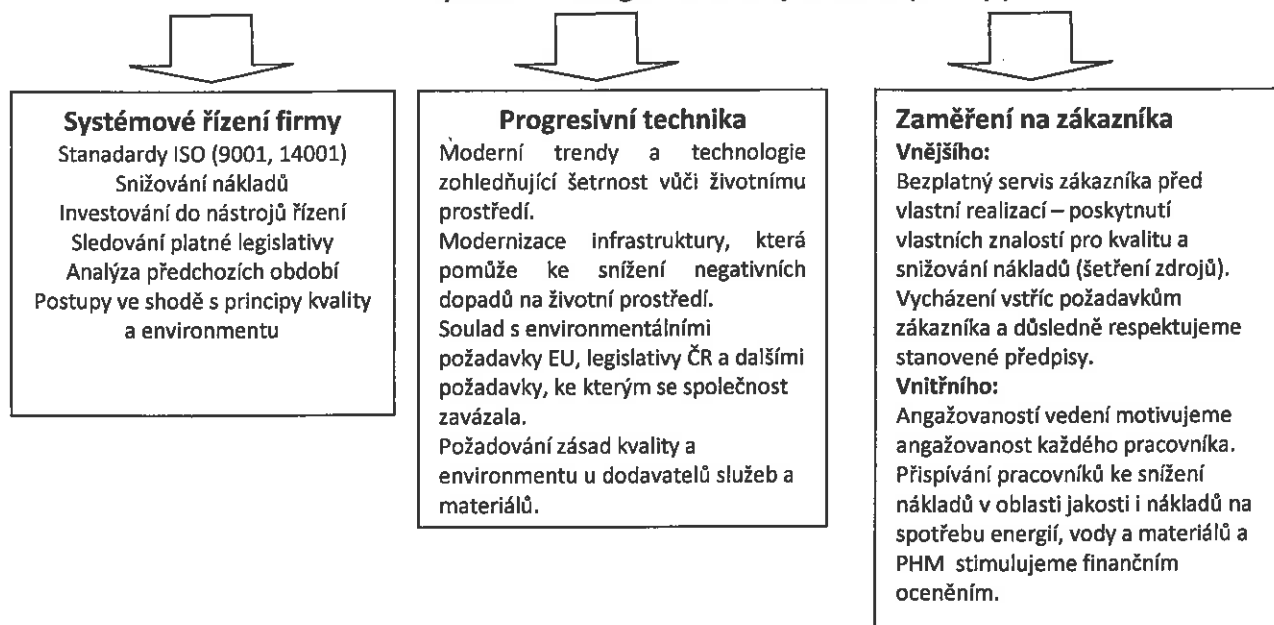 Systémové řízení firmy
Stanadardy ISO (9001, 14001)
Snižování nákladů
Investování do nástrojů řízení
Sledování platné legislativy
Analýza předchozích období
Postupy ve shodě s principy kvality
a environmentu
Progresivní technika
Moderní trendy a technologie
zohledňující šetrnost vůči životnímu
prostředí.
Modernizace infrastruktury, která
pomůže ke snížení negativních
dopadů na životní prostředí.
Soulad s environmentálními
požadavky EU, legislativy ČR a dalšími
požadavky, ke kterým se společnost
zavázala.
Požadování zásad kvality a
environmentu u dodavatelů služeb a
materiálů.
Zaměření na zákazníka
Vnějšího:
Bezplatný servis zákazníka před
vlastní realizací – poskytnutí
vlastních znalostí pro kvalitu a
snižování nákladů (šetření zdrojů).
Vycházení vstříc požadavkům
zákazníka a důsledně respektujeme
stanovené předpisy.
Vnitřního:
Angažovaností vedení motivujeme
angažovanost každého pracovníka.
Přispívání pracovníků ke snížení
nákladů v oblasti jakosti i nákladů na
spotřebu energií, vody a materiálů a
PHM stimulujeme finančním
oceněním.